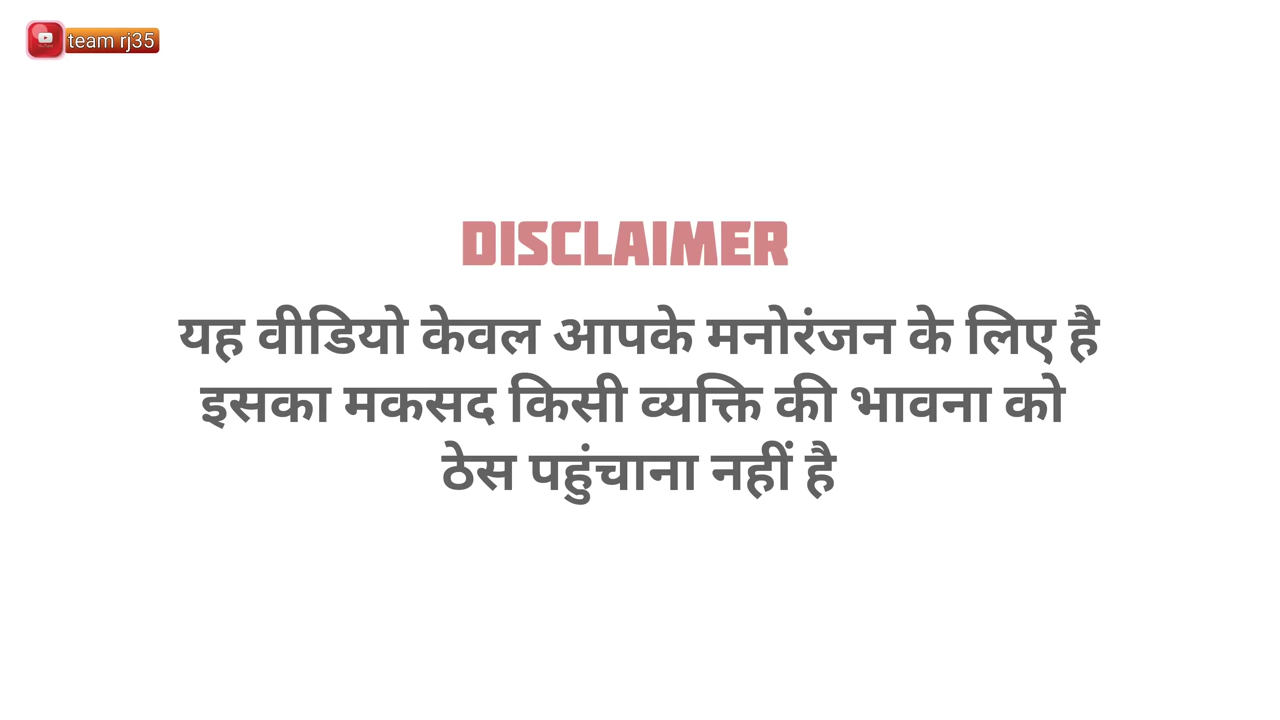 team rj35
DISCLAIMER
यह वीडियो केवल आपके मनोरंजन के लिए है
इसका मकसद किसी व्यक्ति की भावना को
ठेस पहुंचाना नहीं है